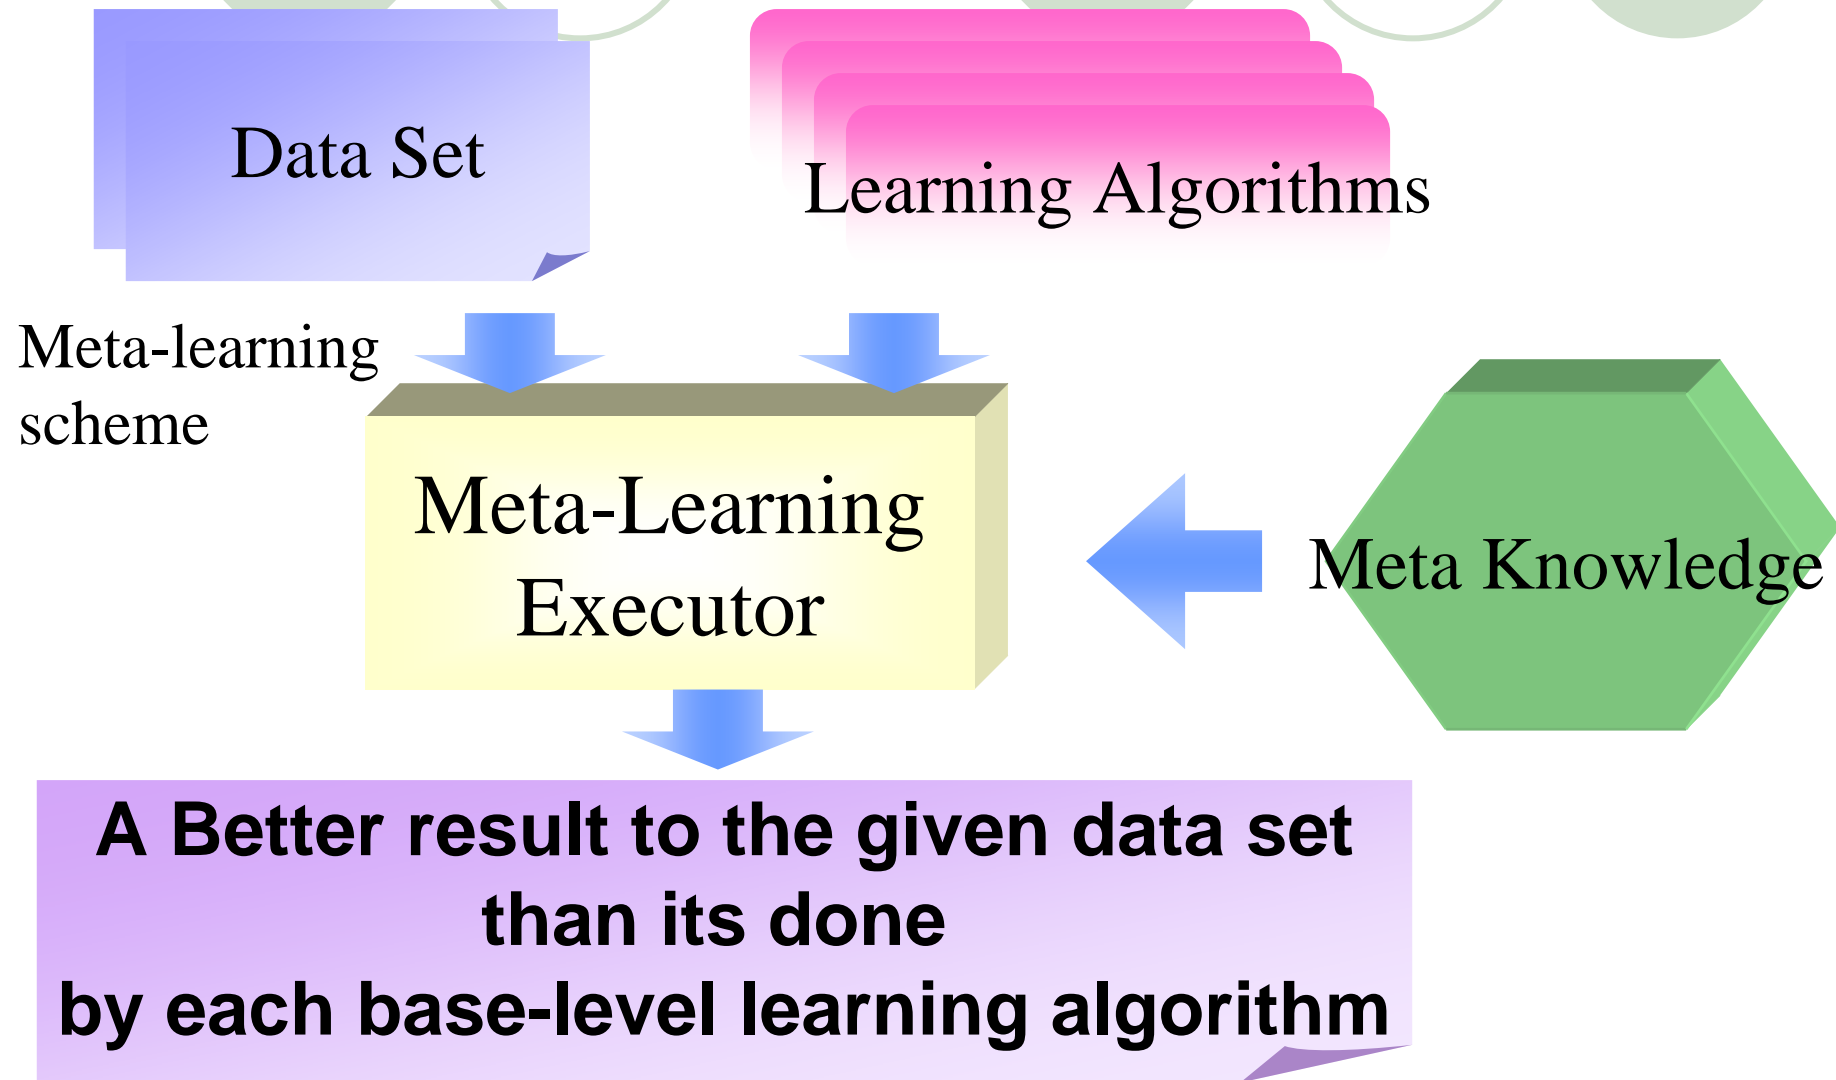 Data Set
Learning Algorithms
Meta-learning
scheme
Meta-Learning
Executor
Meta Knowledge
A Better result to the given data set
than its done
by each base-level learning algorithm